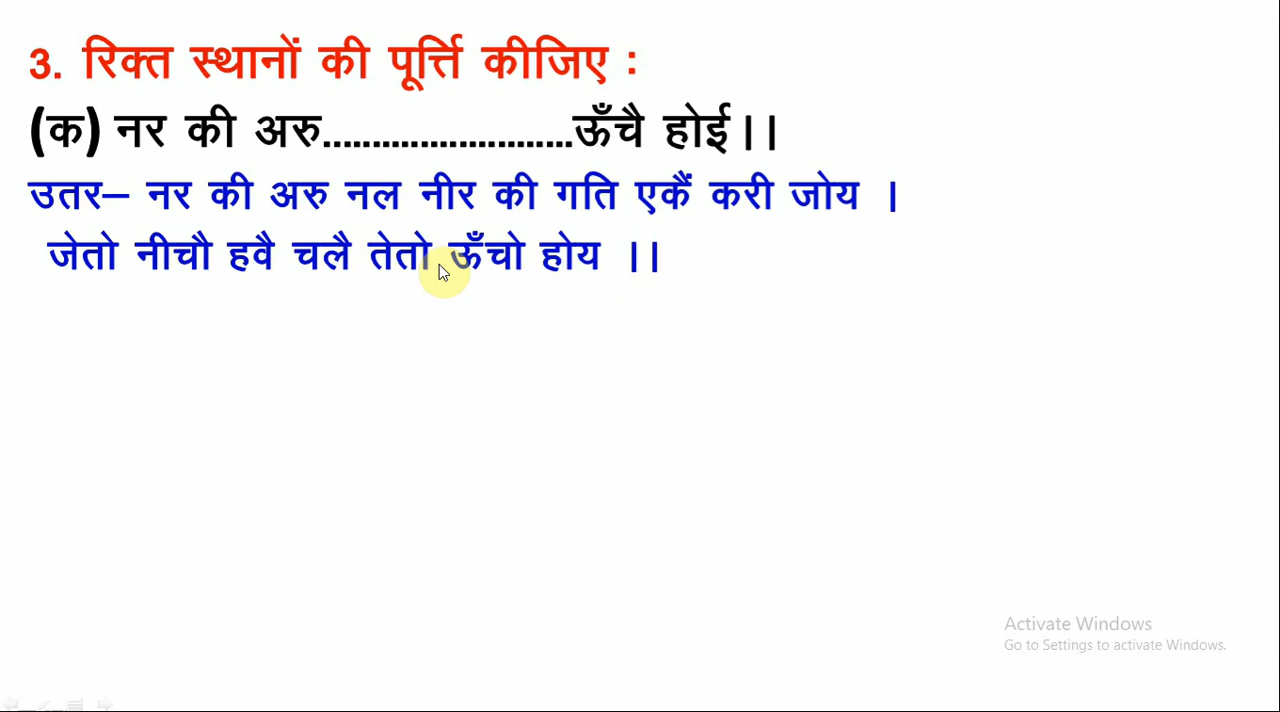 3. रिक्त स्थानों की पूर्त्ति कीजिए :
(क) नर की अरु.........................ऊँचै होई।।
उतर– नर की अरु नल नीर की गति एकैं करी जोय ।
जेतो नीचौ हवै चलै तेतो ऊँचो होय ।।
Activate Windows
Go to Settings to activate Windows.